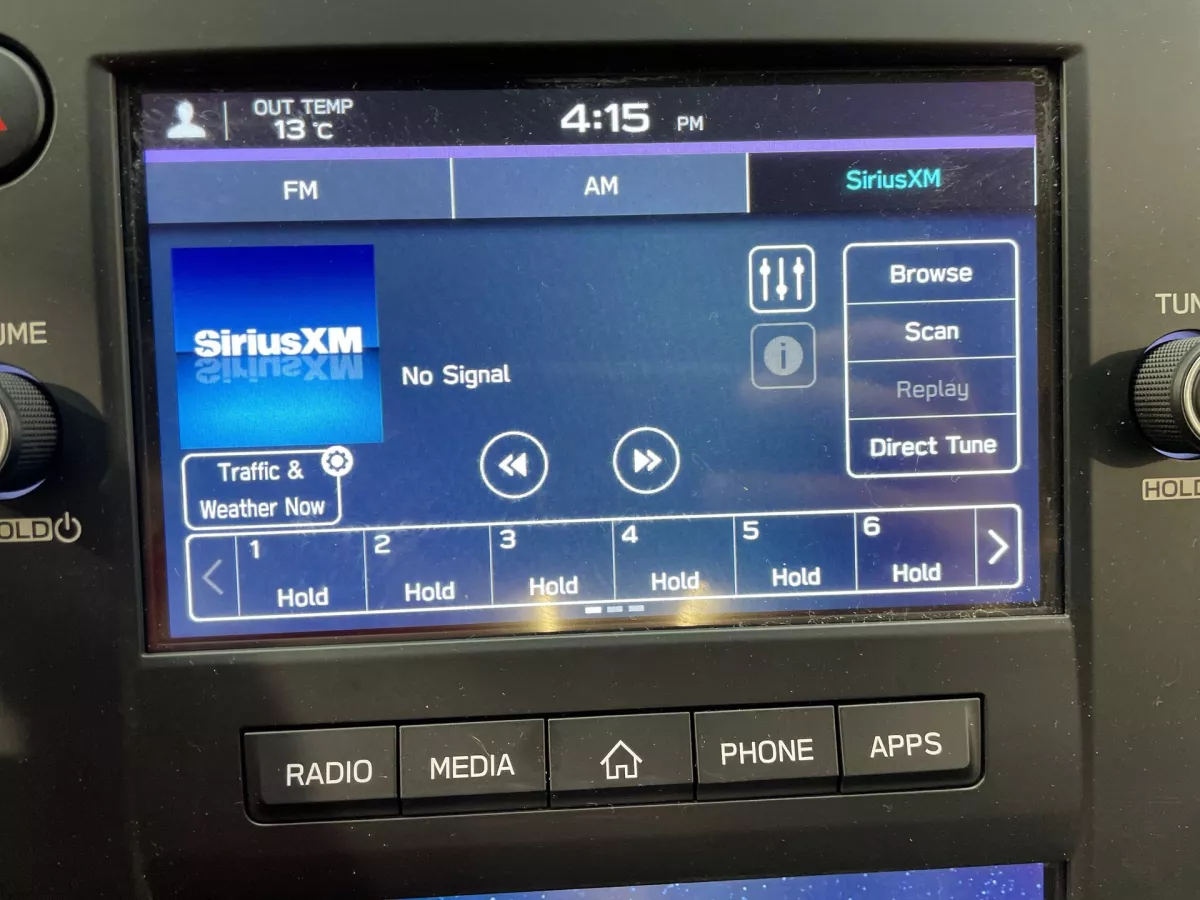 OUT TEMP
13 °C
4:15 PM
FM
AM
SiriusXM
SiriusXM
No Signal
Browse
Scan
Replay
Direct Tune
i
Traffic &
Weather Now
1
Hold
2
Hold
3
Hold
4
Hold
5
Hold
6
Hold
UME
OLD
TUN
HOLD
RADIO
MEDIA
PHONE
APPS